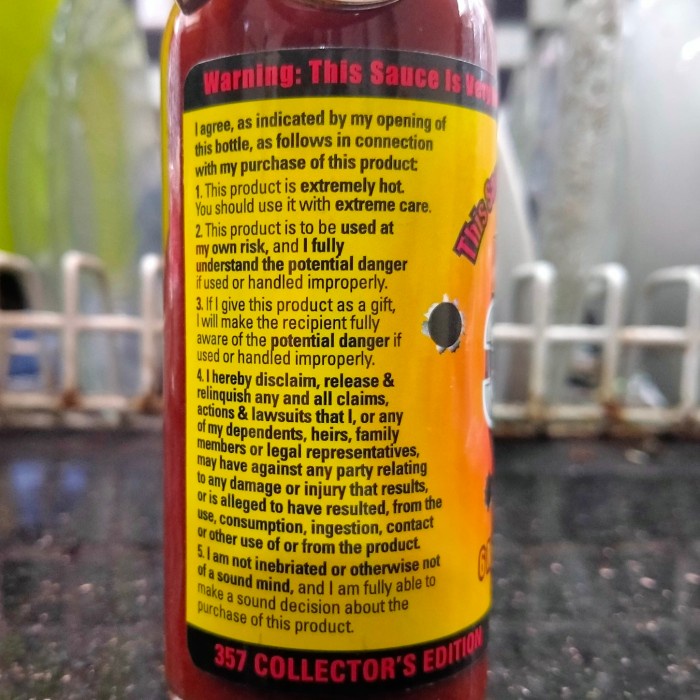 Warning: This Sauce Is Very
I agree, as indicated by my opening of
this bottle, as follows in connection
with my purchase of this product:
1. This product is extremely hot.
You should use it with extreme care.
2. This product is to be used at
my own risk, and I fully
understand the potential danger
if used or handled improperly.
3. If I give this product as a gift,
I will make the recipient fully
aware of the potential danger if
used or handled improperly.
4. I hereby disclaim, release &
relinquish any and all claims,
actions & lawsuits that I, or any
of my dependents, heirs, family
members or legal representatives,
may have against any party relating
to any damage or injury that results,
or is alleged to have resulted, from the
use, consumption, ingestion, contact
or other use of or from the product.
5. I am not inebriated or otherwise not
of a sound mind, and I am fully able to
make a sound decision about the
purchase of this product.
357 COLLECTOR'S EDITION
This